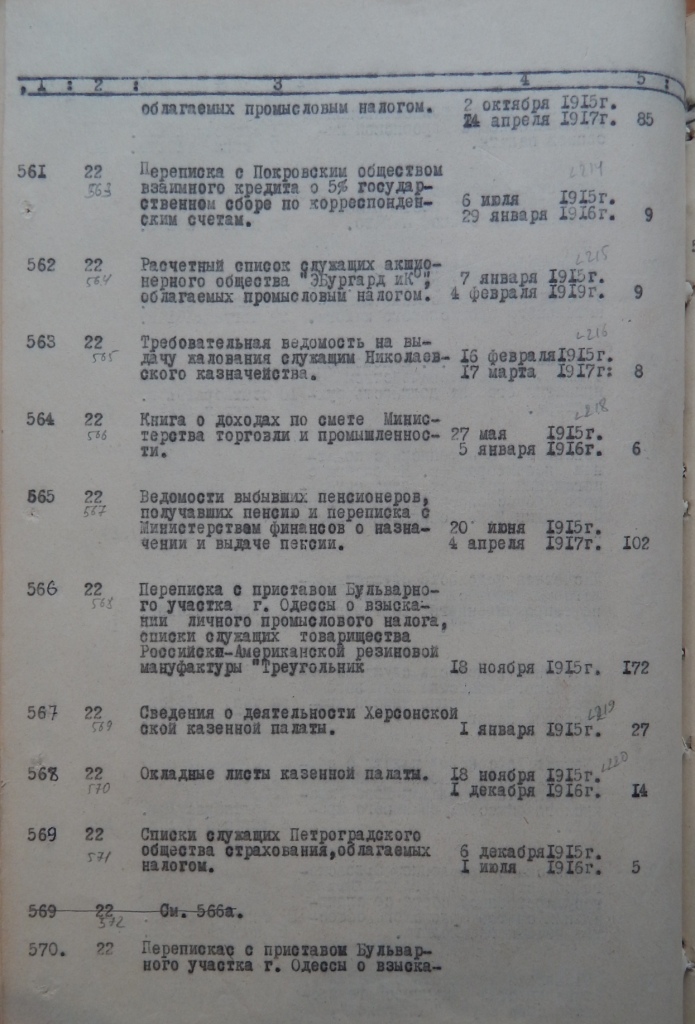 1 : 2 : 3 4 5 :
облагаемых промысловым налогом. 2 октября 1915г.
24 апреля 1917г. 85
2214
561 22 Переписка с Покровским обществом
563 взаимного кредита о 5% государ-
ственном сборе по корреспонден- 6 июля 1915г.
ским счетам. 29 января 1916г. 9
2215
562 22 Расчетный список служащих акцио-
564 нерного общества "ЭБургард иК°", 7 января 1915г.
облагаемых промысловым налогом. 4 февраля 1919г. 9
2216
563 22 Требовательная ведомость на вы-
565 дачу жалования служащим Николаев- 16 февраля1915г.
ского казначейства. 17 марта 1917г: 8
2218
564 22 Книга о доходах по смете Минис-
566 терства торговли и промышленнос- 27 мая 1915г.
ти. 5 января 1916г. 6
565 22 Ведомости выбывших пенсионеров,
567 получавших пенсию и переписка с
Министерствам финансов о назна- 20 июня 1915г.
чении и выдаче пексии. 4 апреля 1917г. 102
566 22 Переписка с приставом Бульварно-
568 го участка г. Одессы о взыска-
нии личного промыслового налога,
списки служащих товарищества
Российски-Американской резиновой
мануфактуры "Треугольник 18 ноября 1915г. 172
567 22 Сведения о деятельности Херсонской 2219
569 ской казенной палаты. 1 января 1915г. 27
568 22 Окладные листы казенной палаты. 18 ноября 1915г. 2220
570 1 декабря 1916г. 14
569 22 Списки служащих Петроградского
571 общества страхования,облагаемых 6 декабря1915г.
налогом. 1 июля 1916г. 5
569 22 См. 566а.
572
570. 22 Перепискас с приставом Бульвар-
ного участка г. Одессы о взыска-